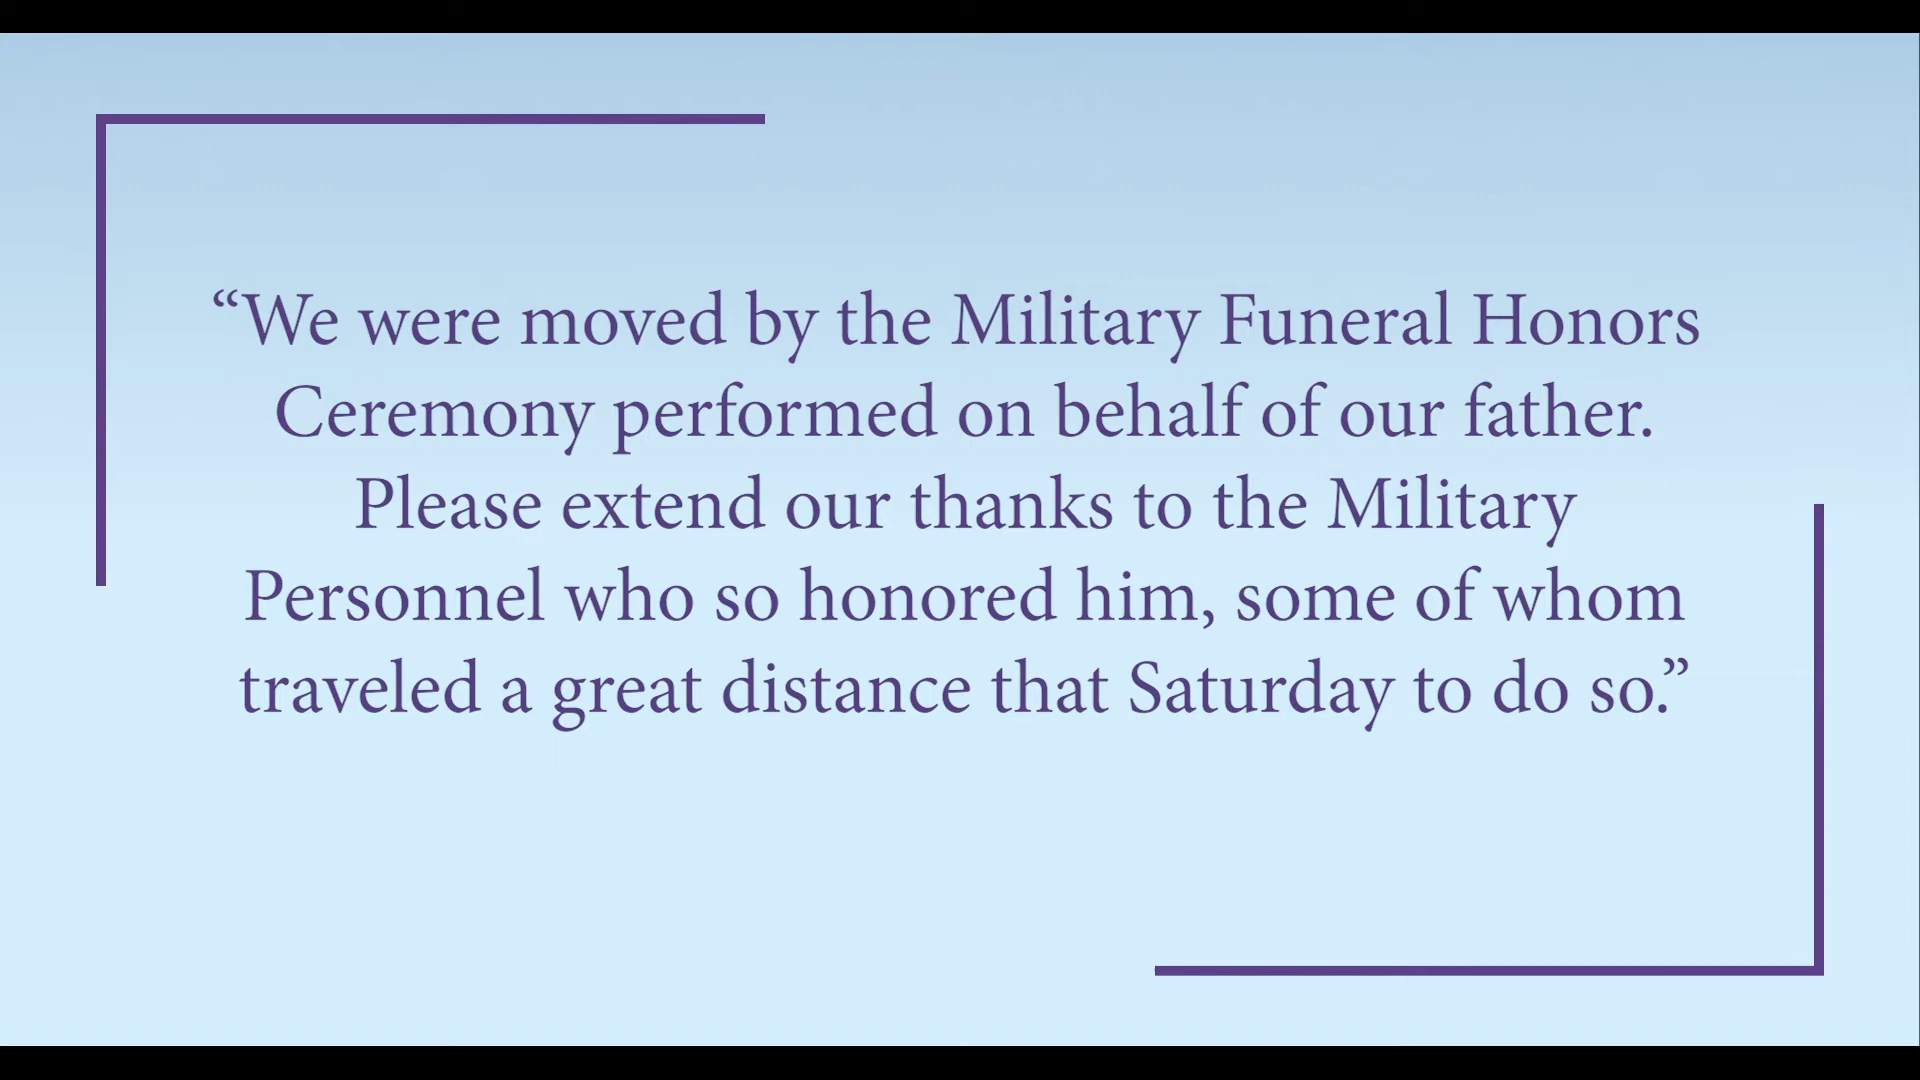 “We were moved by the Military Funeral Honors
Ceremony performed on behalf of our father.
Please extend our thanks to the Military
Personnel who so honored him, some of whom
traveled a great distance that Saturday to do so.”